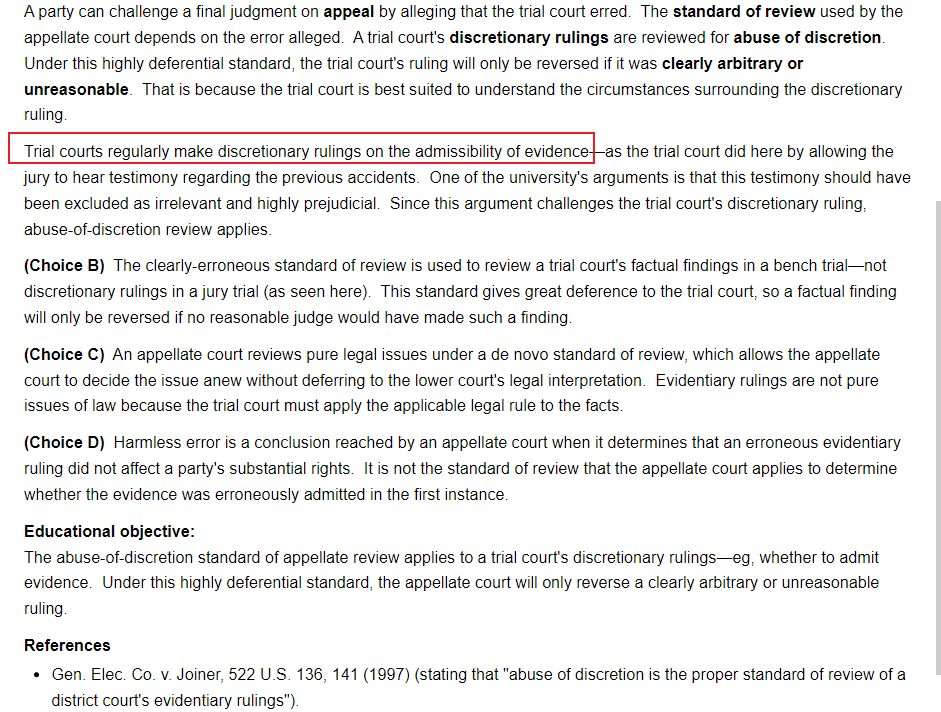 A party can challenge a final judgment on appeal by alleging that the trial court erred. The standard of review used by the
appellate court depends on the error alleged. A trial court's discretionary rulings are reviewed for abuse of discretion.
Under this highly deferential standard, the trial court's ruling will only be reversed if it was clearly arbitrary or
unreasonable. That is because the trial court is best suited to understand the circumstances surrounding the discretionary
ruling.
Trial courts regularly make discretionary rulings on the admissibility of evidence—as the trial court did here by allowing the
jury to hear testimony regarding the previous accidents. One of the university's arguments is that this testimony should have
been excluded as irrelevant and highly prejudicial. Since this argument challenges the trial court's discretionary ruling,
abuse-of-discretion review applies.
(Choice B) The clearly-erroneous standard of review is used to review a trial court's factual findings in a bench trial—not
discretionary rulings in a jury trial (as seen here). This standard gives great deference to the trial court, so a factual finding
will only be reversed if no reasonable judge would have made such a finding.
(Choice C) An appellate court reviews pure legal issues under a de novo standard of review, which allows the appellate
court to decide the issue anew without deferring to the lower court's legal interpretation. Evidentiary rulings are not pure
issues of law because the trial court must apply the applicable legal rule to the facts.
(Choice D) Harmless error is a conclusion reached by an appellate court when it determines that an erroneous evidentiary
ruling did not affect a party's substantial rights. It is not the standard of review that the appellate court applies to determine
whether the evidence was erroneously admitted in the first instance.
Educational objective:
The abuse-of-discretion standard of appellate review applies to a trial court's discretionary rulings—eg, whether to admit
evidence. Under this highly deferential standard, the appellate court will only reverse a clearly arbitrary or unreasonable
ruling.
References
• Gen. Elec. Co. v. Joiner, 522 U.S. 136, 141 (1997) (stating that "abuse of discretion is the proper standard of review of a
district court's evidentiary rulings").